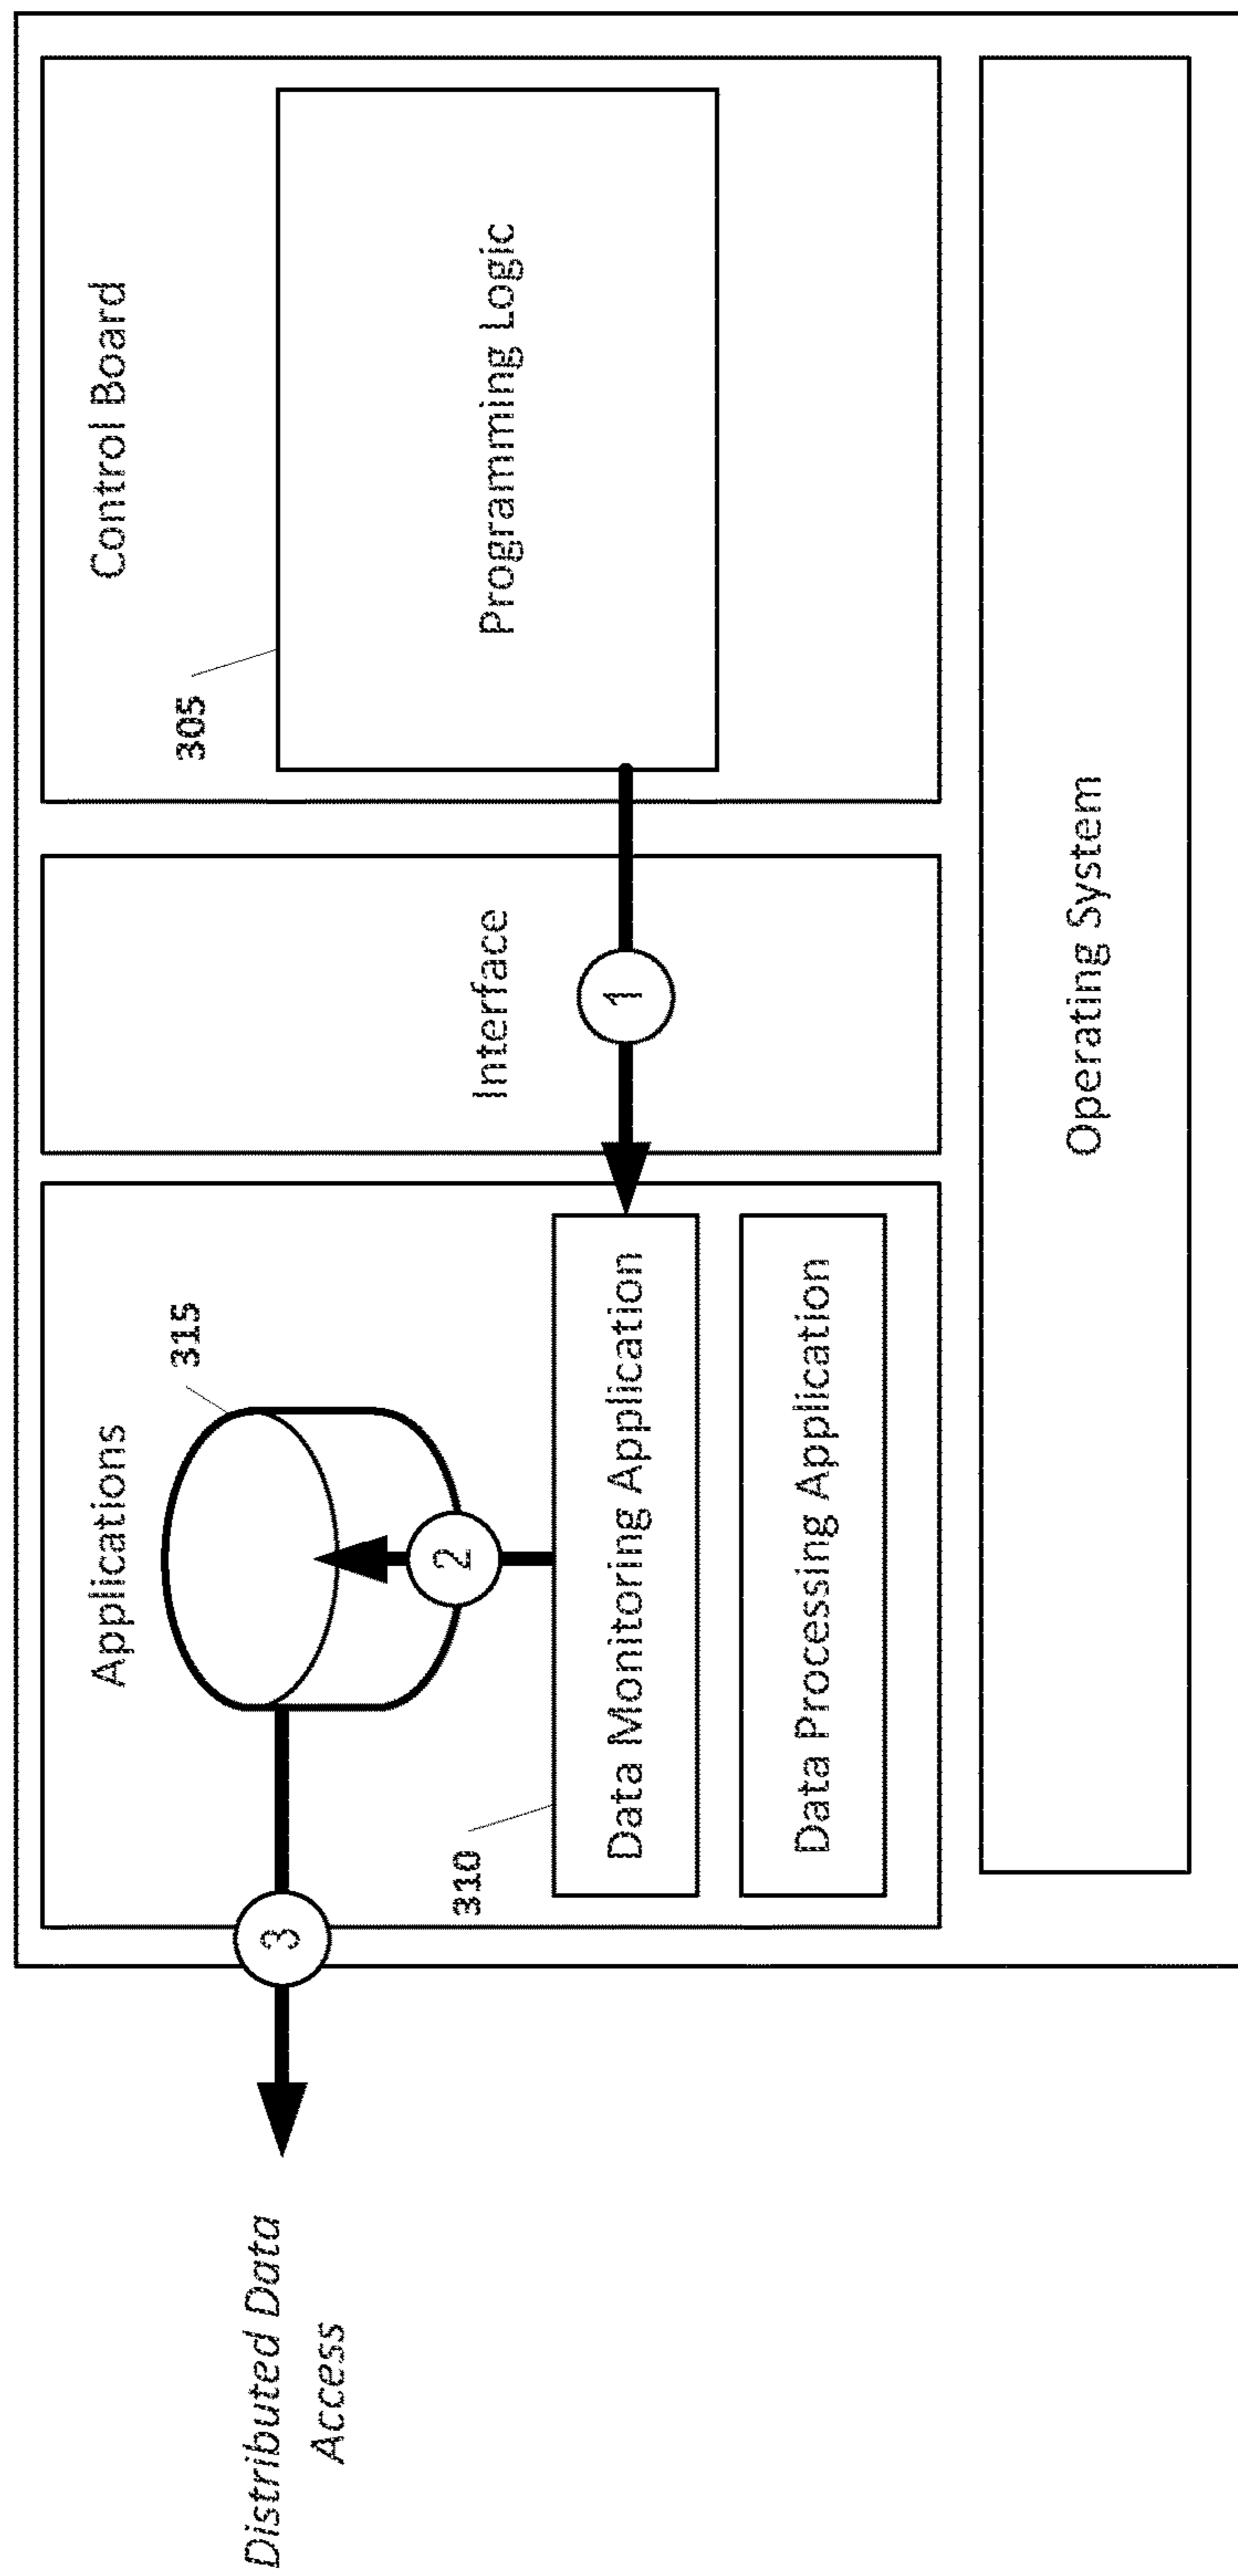 Applications
Control Board
315
305
Distributed Data
Access
3
2
310
Interface
Programming Logic
Data Monitoring Application
1
Data Processing Application
Operating System